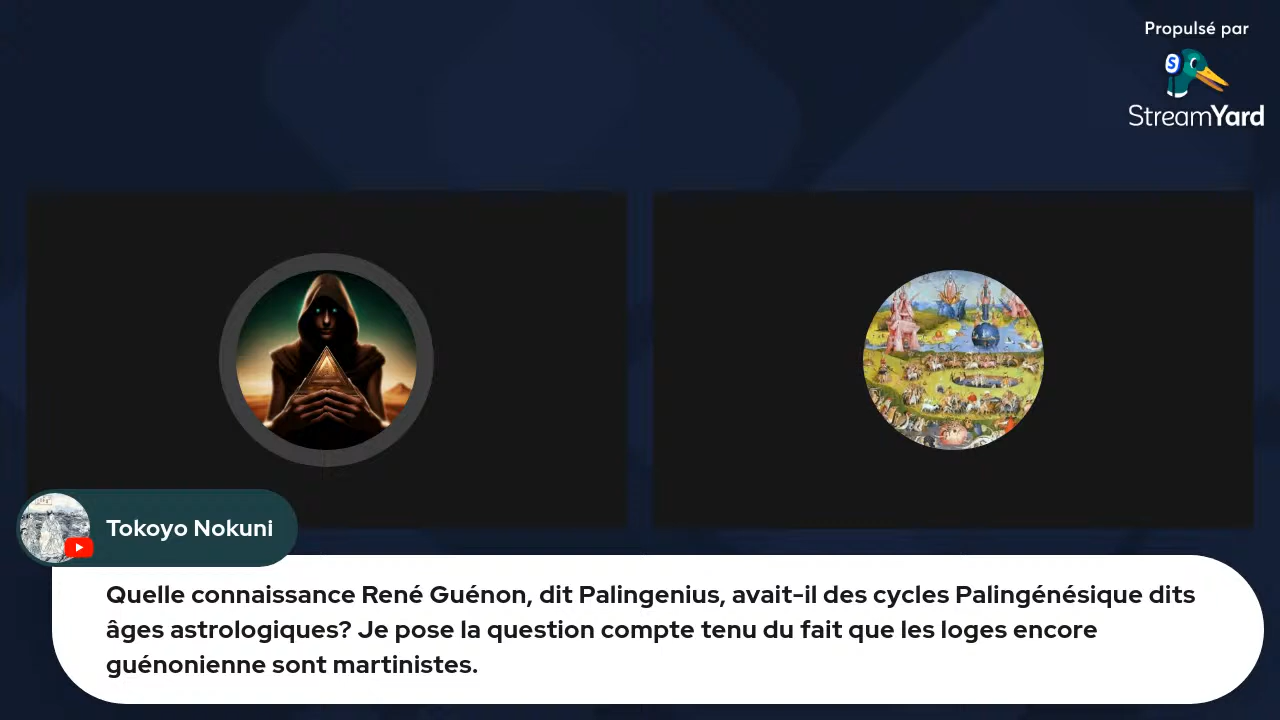 Propulsé par
StreamYard
Tokoyo Nokuni
Quelle connaissance René Guénon, dit Palingenius, avait-il des cycles Palingénésique dits
âges astrologiques? Je pose la question compte tenu du fait que les loges encore
guénonienne sont martinistes.